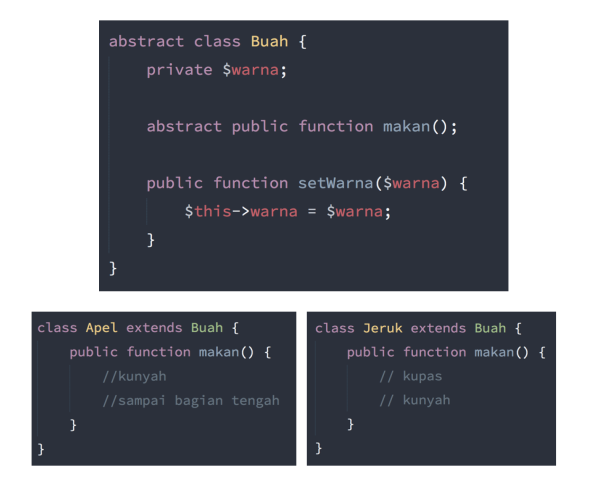 abstract class Buah {
private $warna;
abstract public function makan();
public function setWarna($warna) {
$this->warna = $warna;
}
}
class Apel extends Buah {
public function makan() {
//kunyah
//sampai bagian tengah
}
}
class Jeruk extends Buah {
public function makan() {
// kupas
// kunyah
}
}